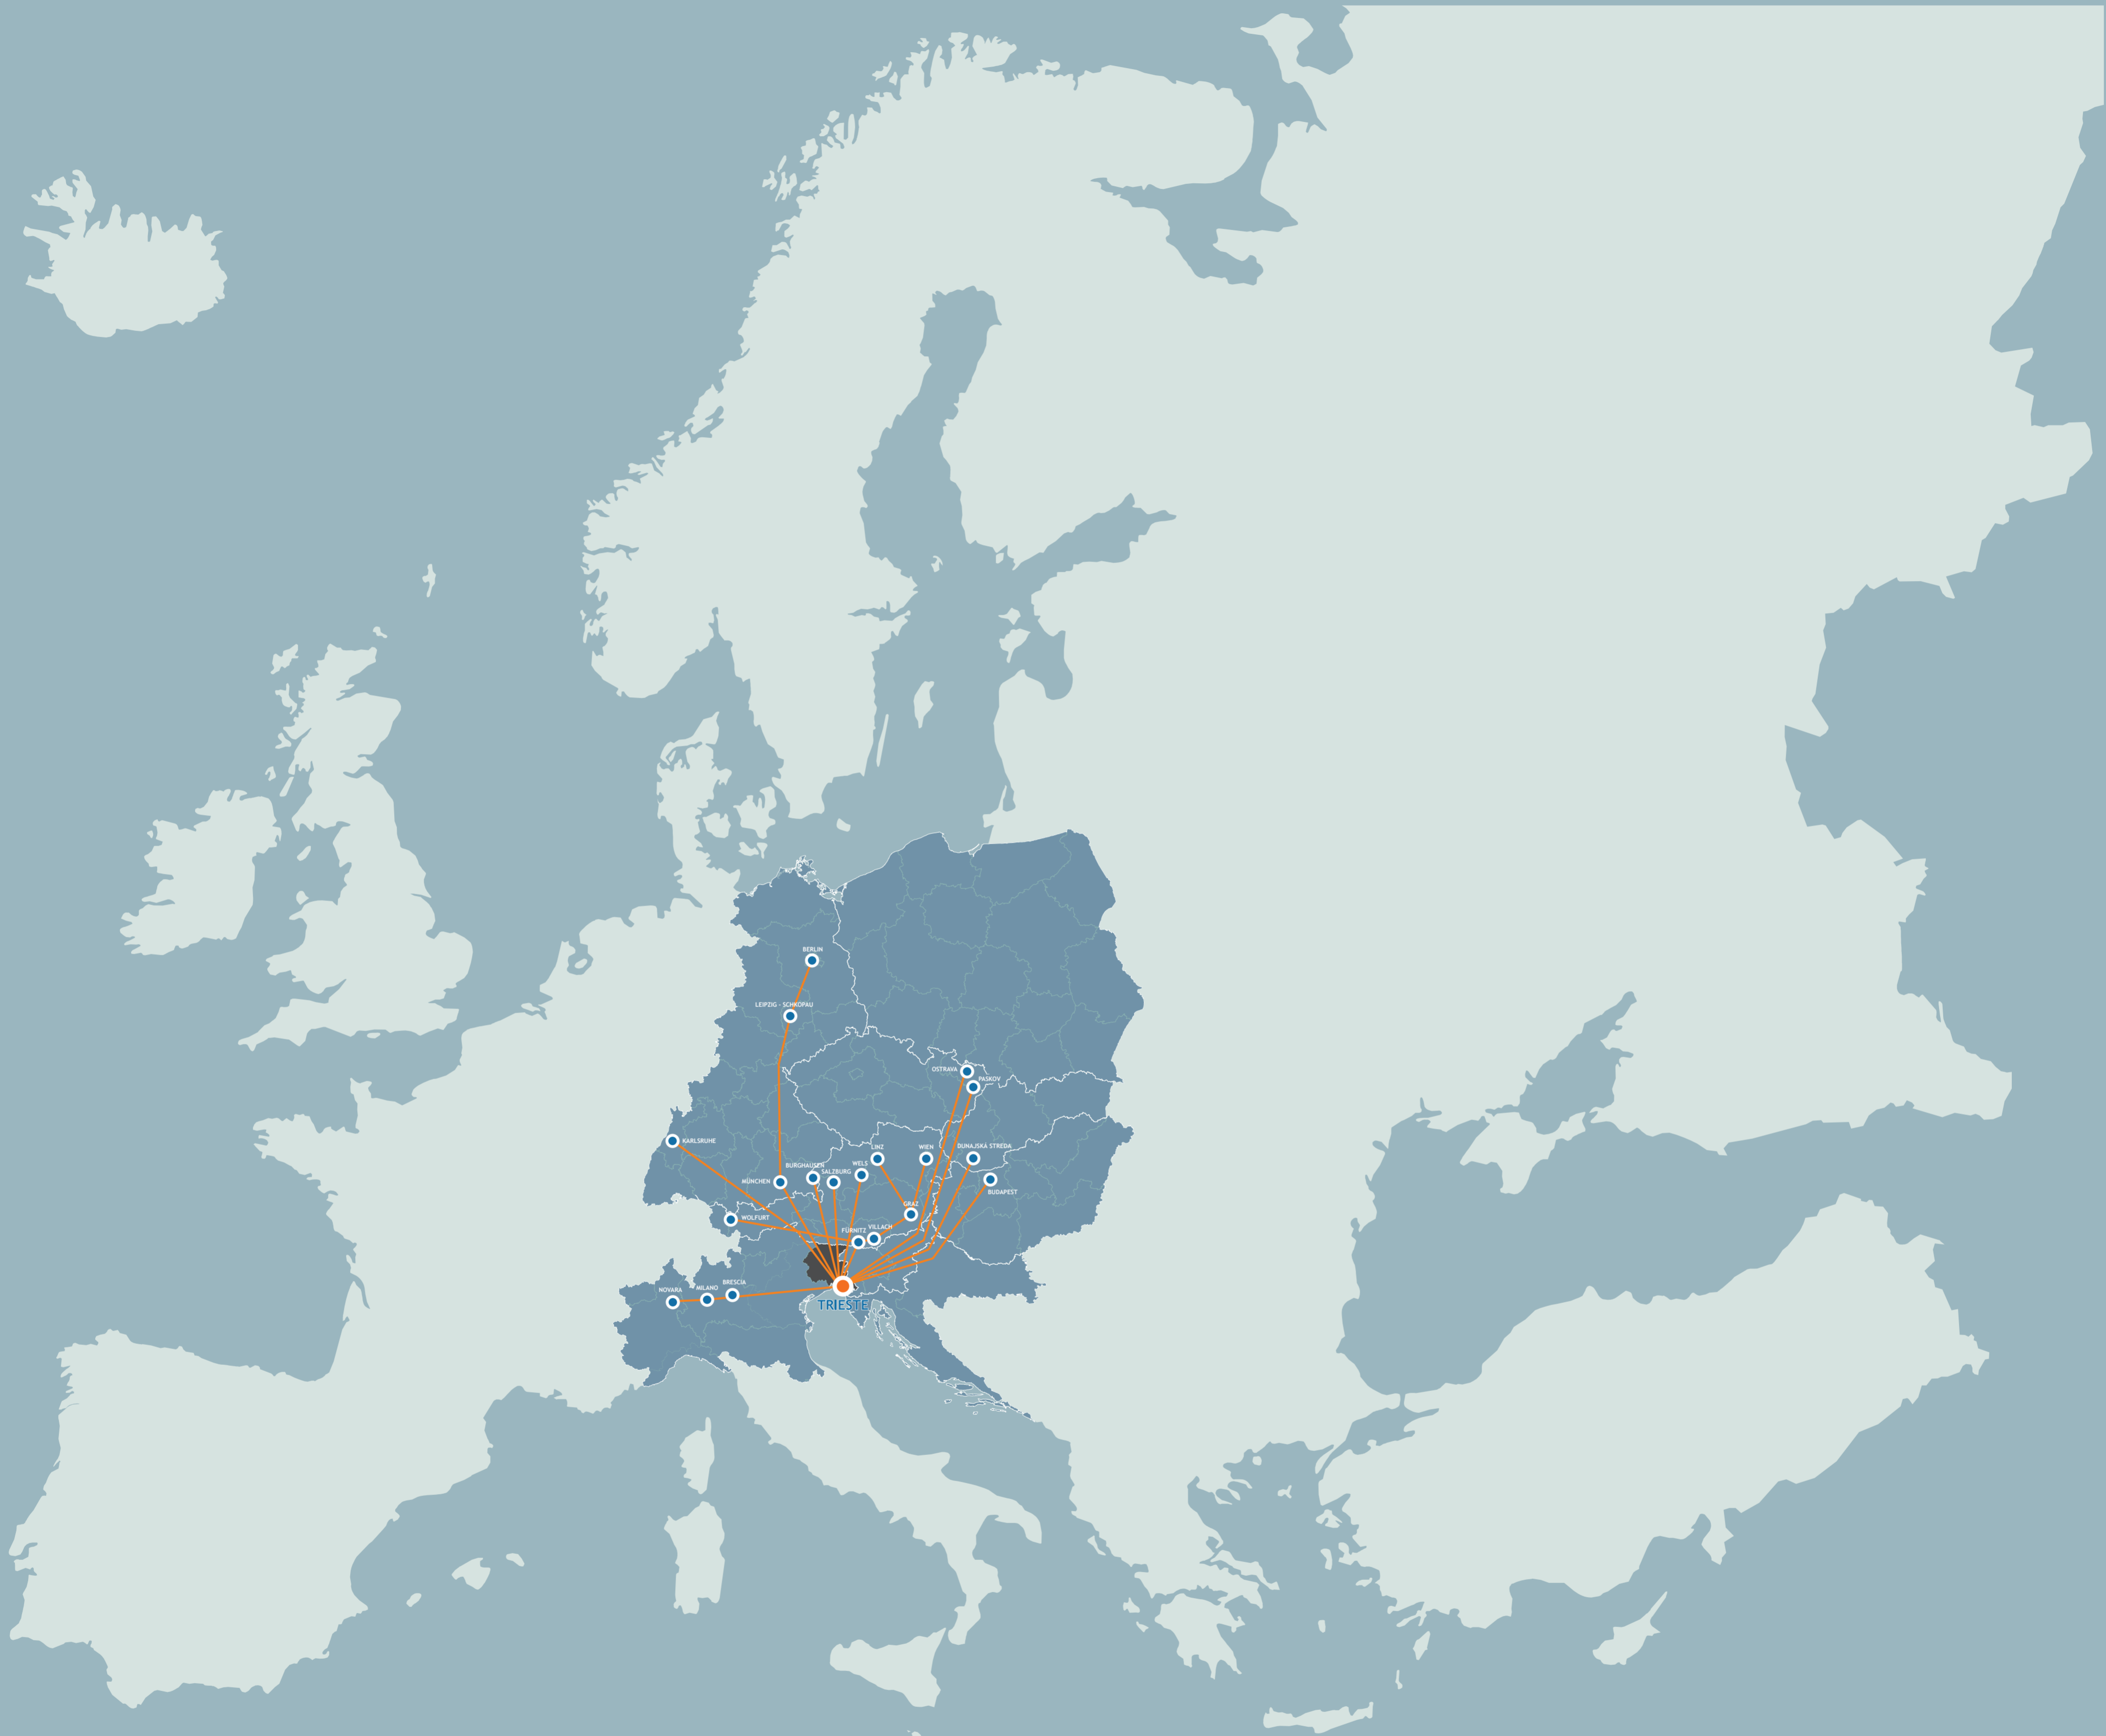 BERLIN
LEIPZIG - SCHKOPAU
OSTRAVA
PASKOV
KARLSRUHE
LINZ
WIEN
DUNAJSKÁ STREDA
BURGHAUSEN
SALZBURG
WELS
MÜNCHEN
BUDAPEST
GRAZ
WOLFURT
FÜRNITZ
VILLACH
NOVARA
MILANO
BRESCIA
TRIESTE